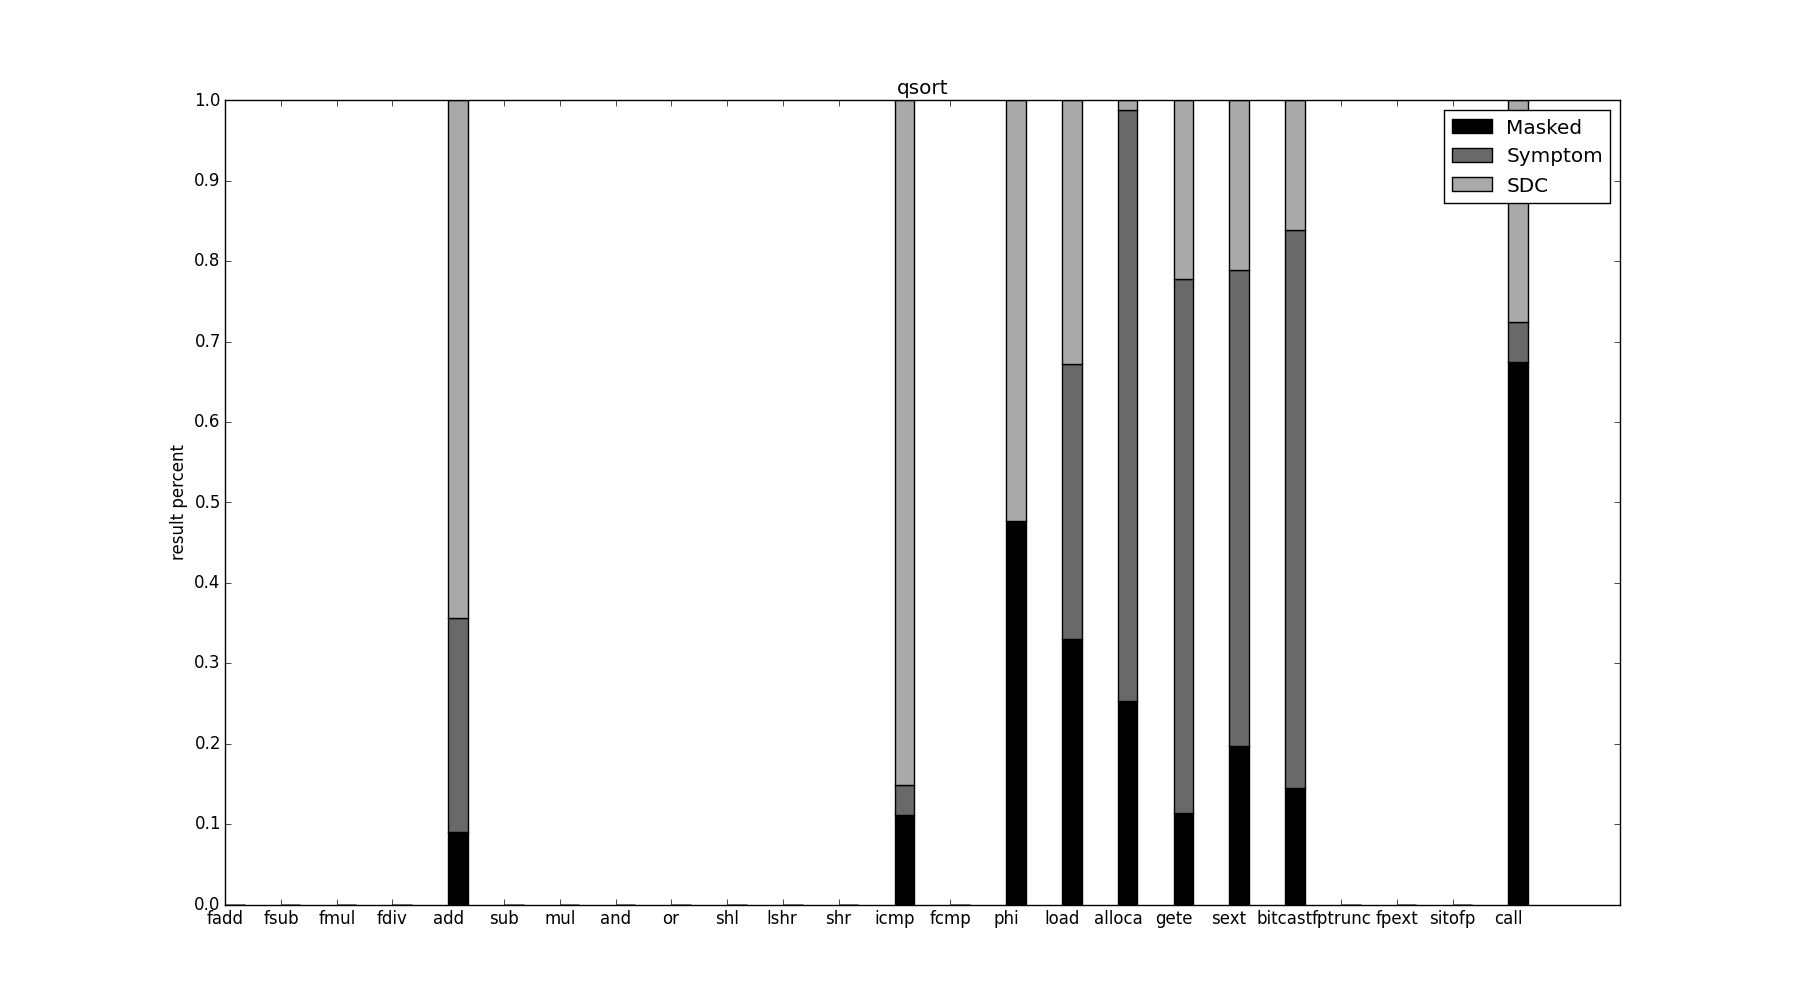 qsort
1.0
0.9
0.8
0.7
0.6
0.5
0.4
0.3
0.2
0.1
0.0
result percent
Masked
Symptom
SDC
fadd fsub fmul fdiv add sub mul and or shl lshr shr icmp fcmp phi load alloca gete sext bitcast fptrunc fpext sitofp call